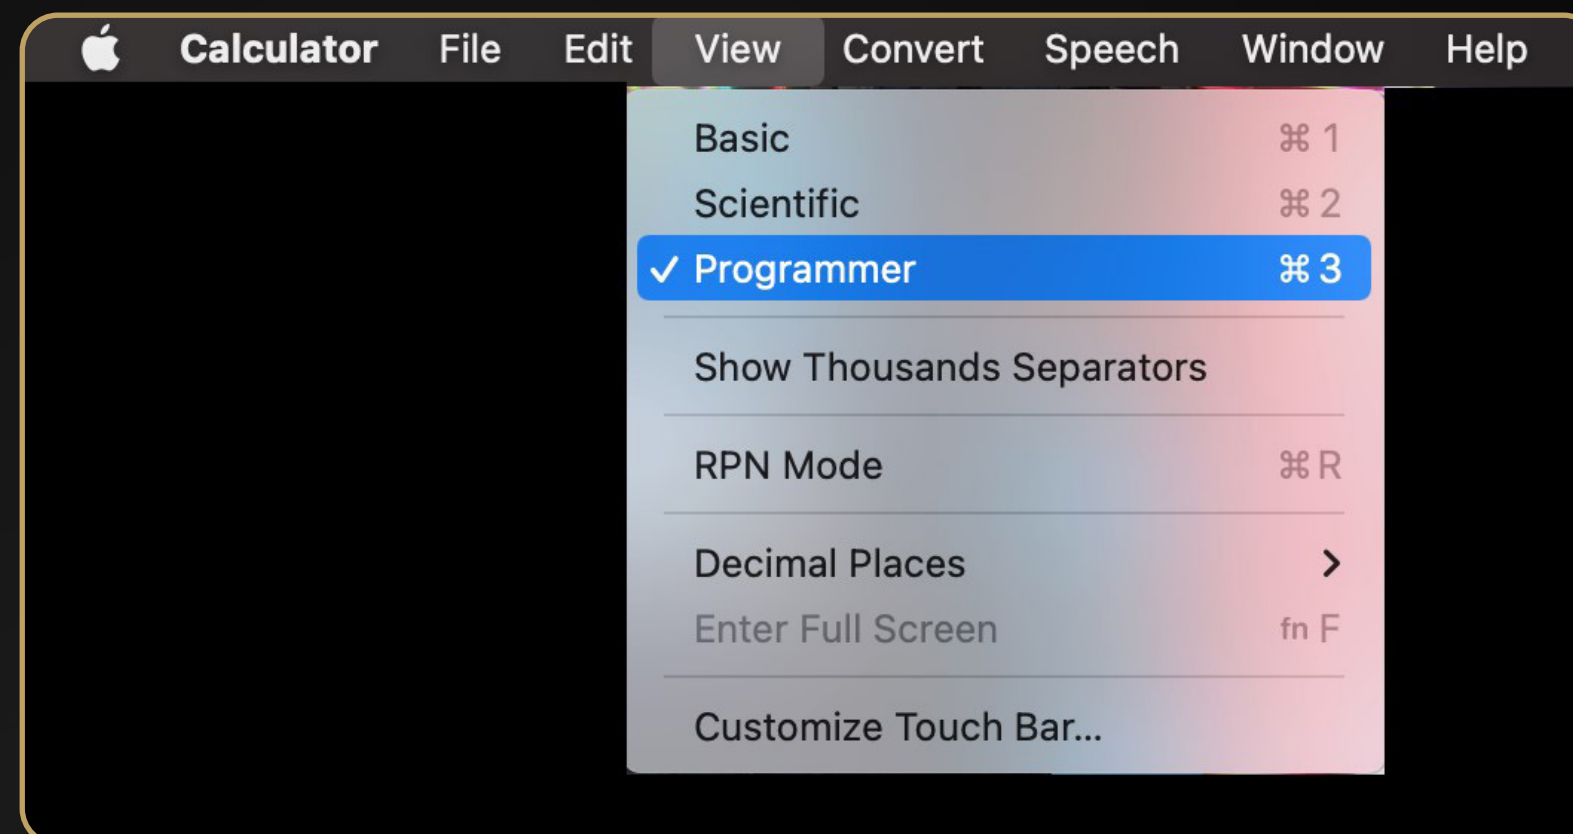 Calculator File Edit View Convert Speech Window Help
Basic ⌘ 1
Scientific ⌘ 2
✓ Programmer ⌘ 3
Show Thousands Separators
RPN Mode ⌘ R
Decimal Places >
Enter Full Screen fn F
Customize Touch Bar...